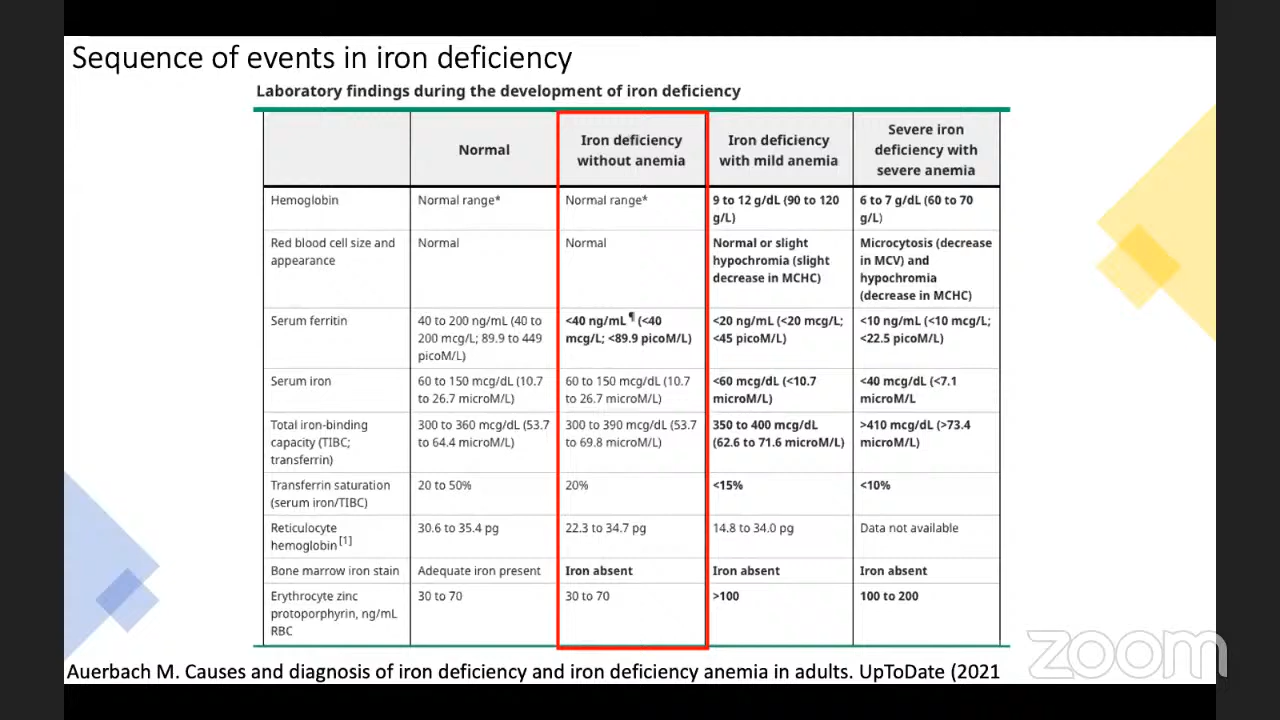 Sequence of events in iron deficiency
Laboratory findings during the development of iron deficiency
Normal
Iron deficiency
without anemia
Iron deficiency
with mild anemia
Severe iron
deficiency with
severe anemia
Hemoglobin
Normal range*
Normal range*
9 to 12 g/dL (90 to 120
g/L)
6 to 7 g/dL (60 to 70
g/L)
Red blood cell size and
appearance
Normal
Normal
Normal or slight
hypochromia (slight
decrease in MCHC)
Microcytosis (decrease
in MCV) and
hypochromia
(decrease in MCHC)
Serum ferritin
40 to 200 ng/mL (40 to
200 mcg/L; 89.9 to 449
picoM/L)
<40 ng/mL¶ (<40
mcg/L; <89.9 picoM/L)
<20 ng/mL (<20 mcg/L;
<45 picoM/L)
<10 ng/mL (<10 mcg/L;
<22.5 picoM/L)
Serum iron
60 to 150 mcg/dL (10.7
to 26.7 microM/L)
60 to 150 mcg/dL (10.7
to 26.7 microM/L)
<60 mcg/dL (<10.7
microM/L)
<40 mcg/dL (<7.1
microM/L
Total iron-binding
capacity (TIBC;
transferrin)
300 to 360 mcg/dL (53.7
to 64.4 microM/L)
300 to 390 mcg/dL (53.7
to 69.8 microM/L)
350 to 400 mcg/dL
(62.6 to 71.6 microM/L)
>410 mcg/dL (>73.4
microM/L)
Transferrin saturation
(serum iron/TIBC)
20 to 50%
20%
<15%
<10%
Reticulocyte
hemoglobin[1]
30.6 to 35.4 pg
22.3 to 34.7 pg
14.8 to 34.0 pg
Data not available
Bone marrow iron stain
Adequate iron present
Iron absent
Iron absent
Iron absent
Erythrocyte zinc
protoporphyrin, ng/mL
RBC
30 to 70
30 to 70
>100
100 to 200
zoom
Auerbach M. Causes and diagnosis of iron deficiency and iron deficiency anemia in adults. UpToDate (2021